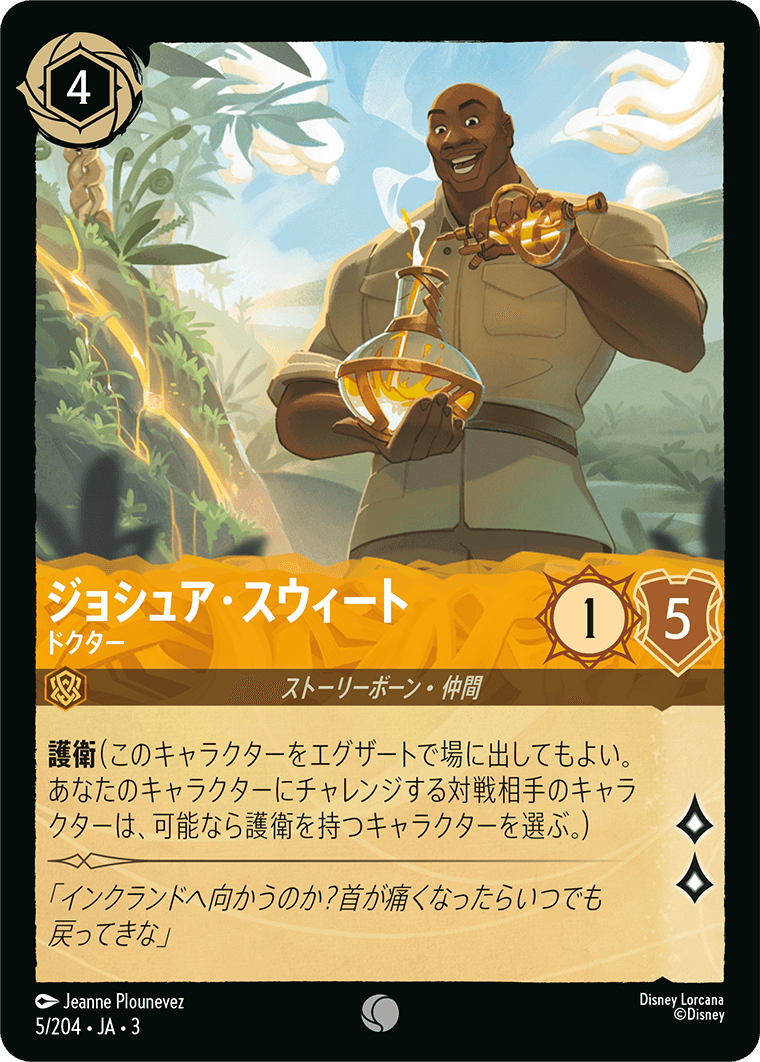 4
ジョシュア・スウィート
ドクター
1
5
ストーリーボーン・仲間
護衛(このキャラクターをエグザートで場に出してもよい。
あなたのキャラクターにチャレンジする対戦相手のキャラ
クターは、可能なら護衛を持つキャラクターを選ぶ。)
「インクランドへ向かうのか?首が痛くなったらいつでも
戻ってきな」
Jeanne Plounevez
Disney Lorcana
5/204・JA・3
©Disney